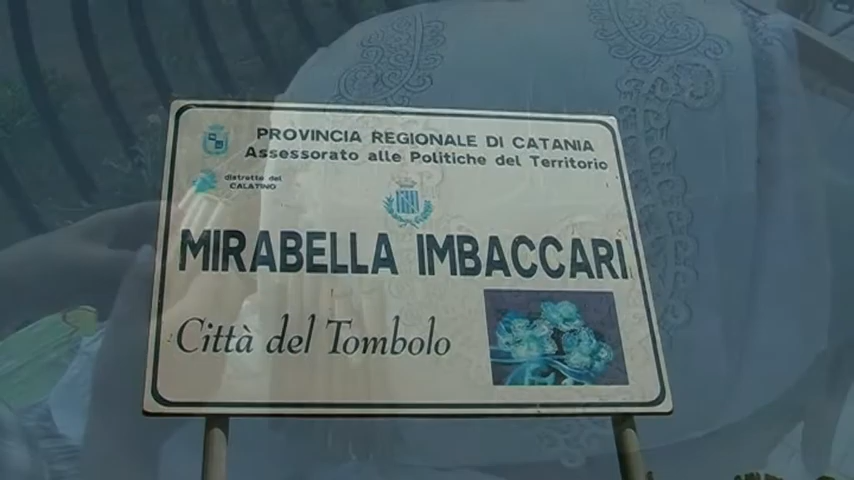 PROVINCIA REGIONALE DI CATANIA
Assessorato alle Politiche del Territorio
distretto del
CALATINO
MIRABELLA IMBACCARI
Città del Tombolo